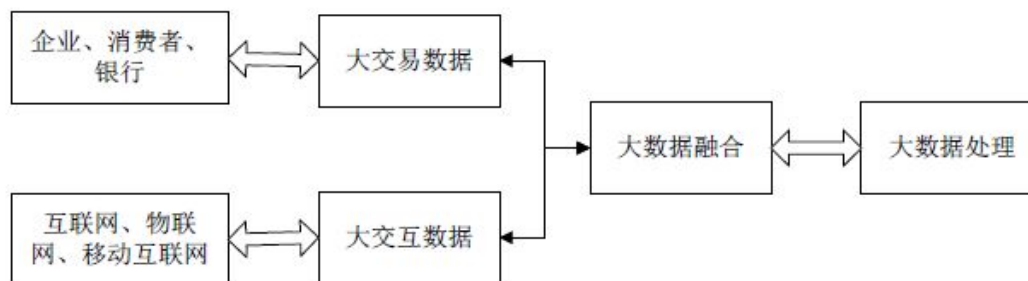 企业、消费者、
银行
大交易数据
大数据融合
大数据处理
互联网、物联
网、移动互联网
大交互数据